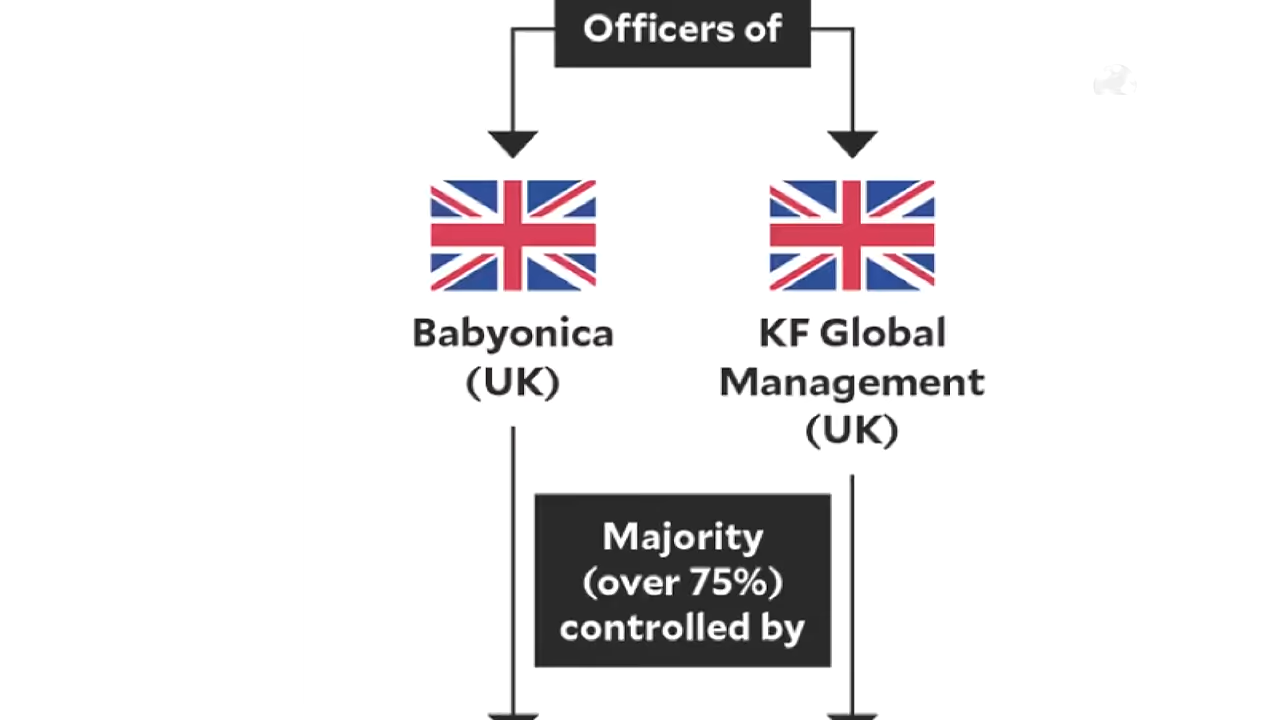 Officers of
Babyonica
(UK)
KF Global
Management
(UK)
Majority
(over 75%)
controlled by